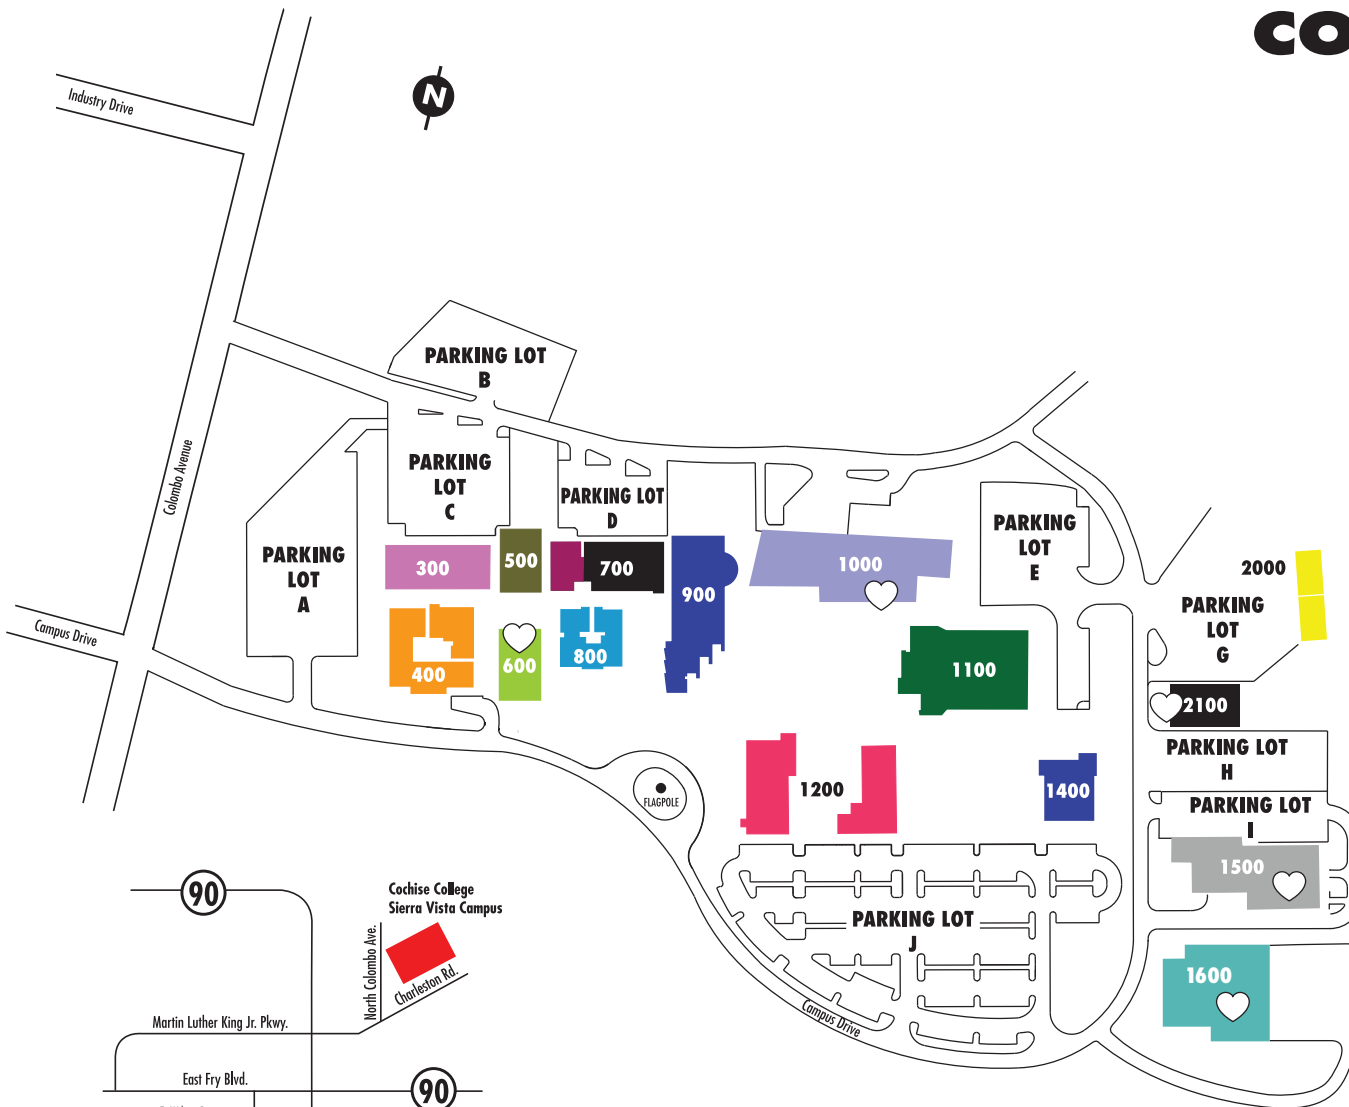 CO
N
Industry Drive
Colombo Avenue
Campus Drive
PARKING LOT
B
PARKING
LOT
C
PARKING LOT
D
PARKING
LOT
A
PARKING
LOT
E
PARKING
LOT
G
300
500
700
900
1000
2000
400
600
800
1100
2100
PARKING LOT
H
PARKING LOT
I
FLAGPOLE
1200
1400
1500
PARKING LOT
J
1600
Campus Drive
90
Cochise College
Sierra Vista Campus
North Colombo Ave.
Charleston Rd.
Martin Luther King Jr. Pkwy.
East Fry Blvd.
90